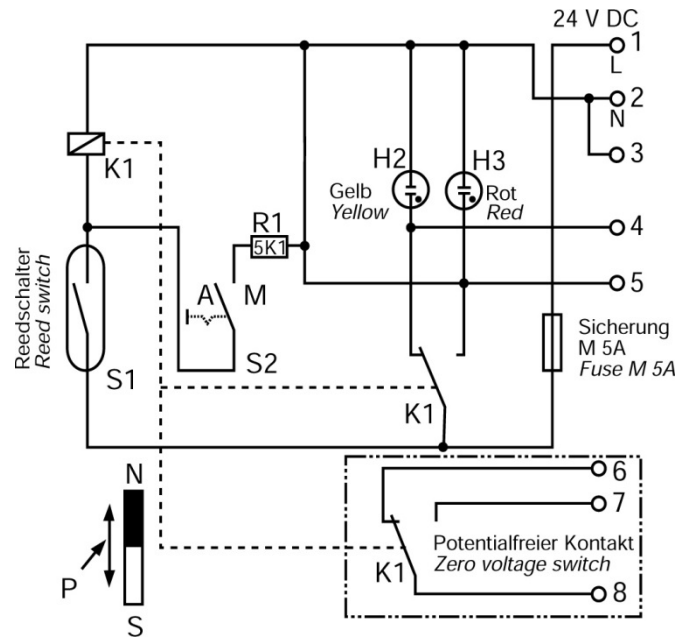 24 V DC
1
L
2
N
3
K1
H2
H3
Gelb
Yellow
Rot
Red
4
R1
5K1
5
Reedschalter
Reed switch
A
M
S1
S2
Sicherung
M 5A
Fuse M 5A
K1
6
7
Potentialfreier Kontakt
Zero voltage switch
K1
8
N
P
S